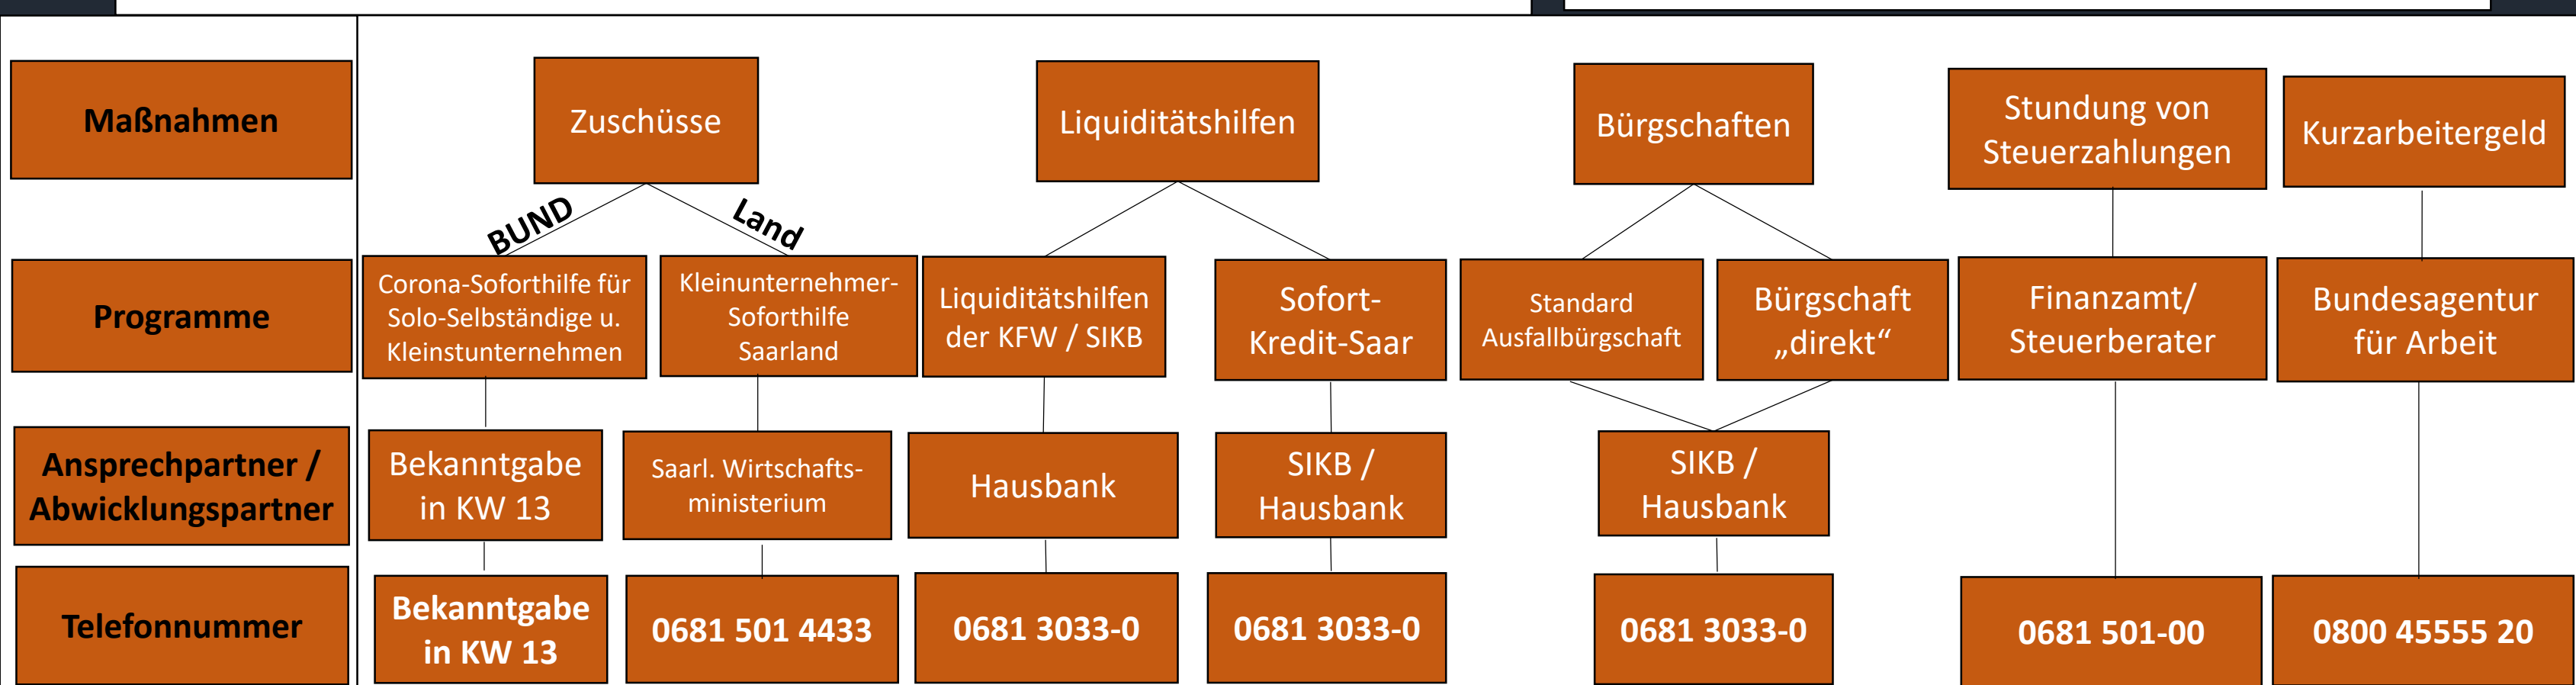 Maßnahmen
Zuschüsse
Liquiditätshilfen
Bürgschaften
Stundung von
Steuerzahlungen
Kurzarbeitergeld
BUND
Land
Programme
Corona-Soforthilfe für
Solo-Selbständige u.
Kleinstunternehmen
Kleinunternehmer-
Soforthilfe
Saarland
Liquiditätshilfen
der KFW / SIKB
Sofort-
Kredit-Saar
Standard
Ausfallbürgschaft
Bürgschaft
„direkt“
Finanzamt/
Steuerberater
Bundesagentur
für Arbeit
Ansprechpartner /
Abwicklungspartner
Bekanntgabe
in KW 13
Saarl. Wirtschafts-
ministerium
Hausbank
SIKB /
Hausbank
SIKB /
Hausbank
Telefonnummer
Bekanntgabe
in KW 13
0681 501 4433
0681 3033-0
0681 3033-0
0681 3033-0
0681 501-00
0800 45555 20